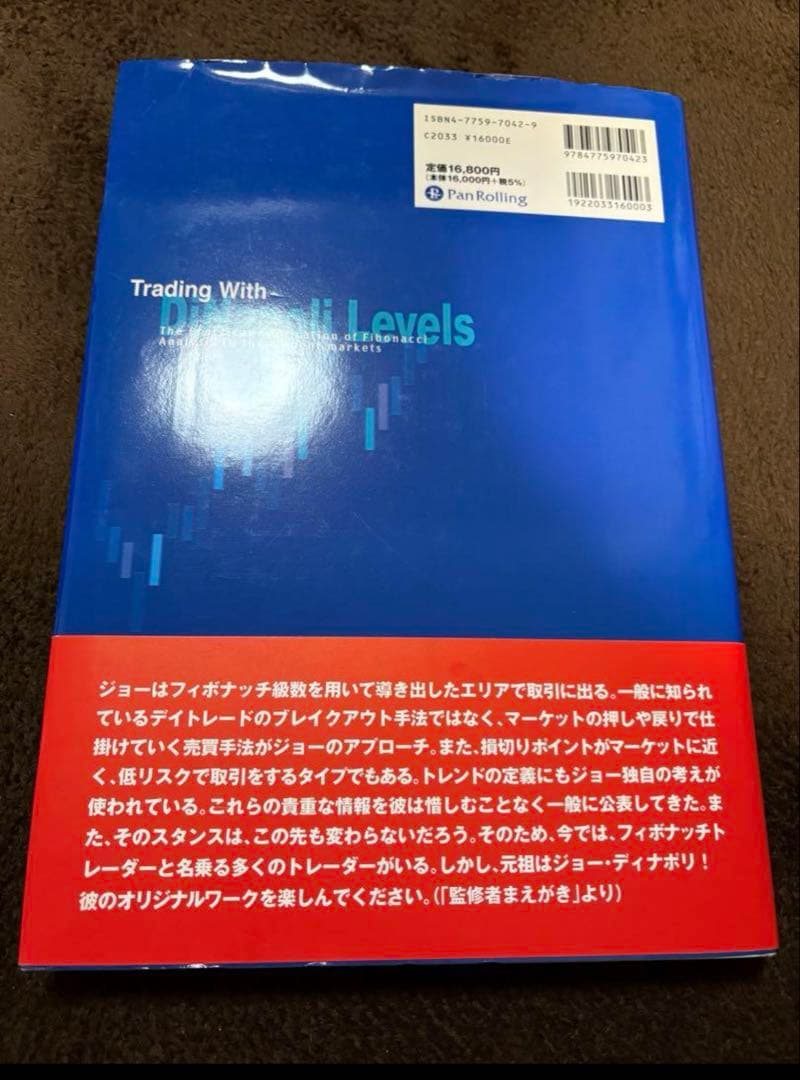 ISBN4-7759-7042-9
C2033 ¥16000E
9784775970423
定価16,800円
(本体16,000円+税5%)
PanRolling
1922033160003
Trading With
Levels
The of Fibonacci
markets
ジョーはフィボナッチ級数を用いて導き出したエリアで取引に出る。一般に知られ
ているデイトレードのブレイクアウト手法ではなく、マーケットの押しや戻りで仕
掛けていく売買手法がジョーのアプローチ。また、損切りポイントがマーケットに近
く、低リスクで取引をするタイプでもある。トレンドの定義にもジョー独自の考えが
使われている。これらの貴重な情報を彼は惜しむことなく一般に公表してきた。ま
た、そのスタンスは、この先も変わらないだろう。そのため、今では、フィボナッチト
レーダーと名乗る多くのトレーダーがいる。しかし、元祖はジョー・ディナポリ！
彼のオリジナルワークを楽しんでください。(「監修者まえがき」より)